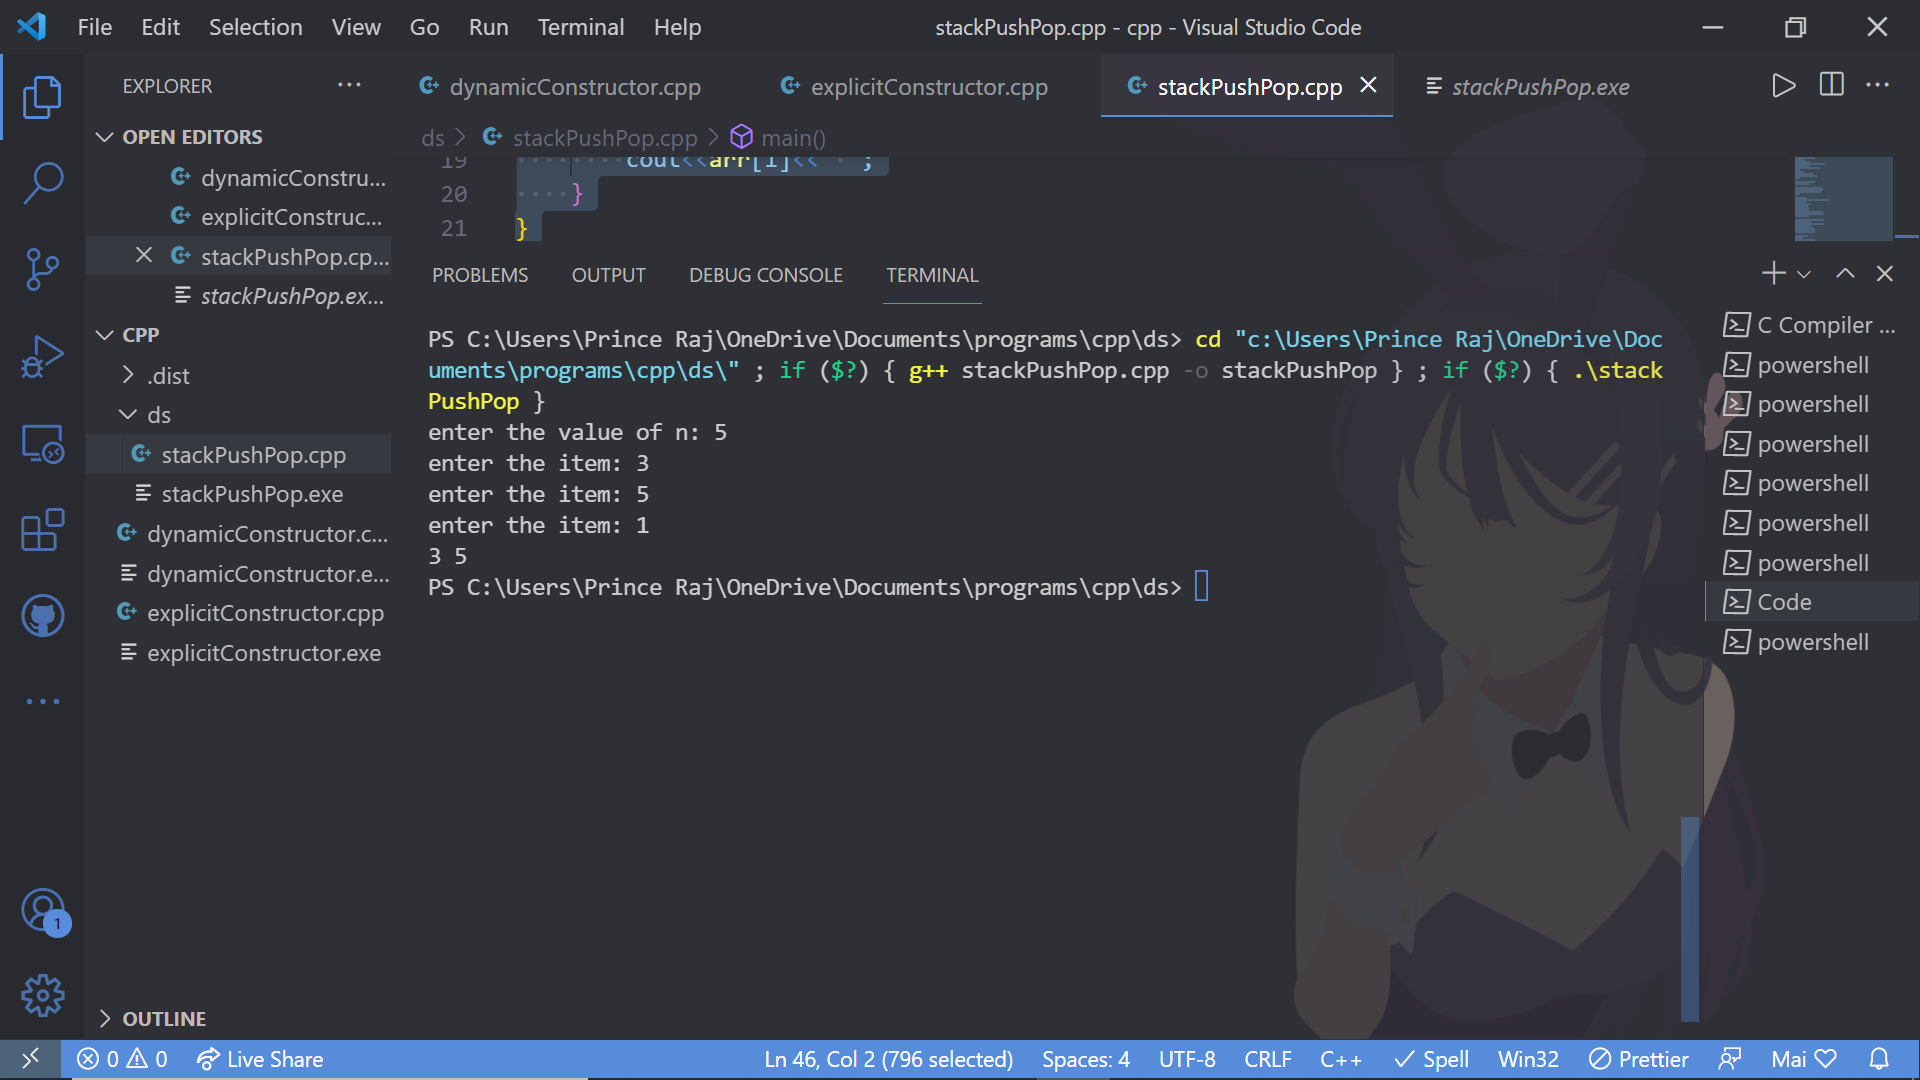 File Edit Selection View Go Run Terminal Help
stackPushPop.cpp - cpp - Visual Studio Code
EXPLORER
OPEN EDITORS
dynamicConstru...
explicitConstruc...
stackPushPop.cp...
stackPushPop.ex...
CPP
.dist
ds
stackPushPop.cpp
stackPushPop.exe
dynamicConstructor.c...
dynamicConstructor.e...
explicitConstructor.cpp
explicitConstructor.exe
OUTLINE
1
dynamicConstructor.cpp explicitConstructor.cpp stackPushPop.cpp stackPushPop.exe
ds > stackPushPop.cpp > main()
19 cout<<arr[i]<< ;
20 }
21 }
PROBLEMS OUTPUT DEBUG CONSOLE TERMINAL
PS C:\Users\Prince Raj\OneDrive\Documents\programs\cpp\ds> cd "c:\Users\Prince Raj\OneDrive\Doc
uments\programs\cpp\ds\" ; if ($?) { g++ stackPushPop.cpp -o stackPushPop } ; if ($?) { .\stack
PushPop }
enter the value of n: 5
enter the item: 3
enter the item: 5
enter the item: 1
3 5
PS C:\Users\Prince Raj\OneDrive\Documents\programs\cpp\ds>
C Compiler ...
powershell
powershell
powershell
powershell
powershell
powershell
Code
powershell
0 0 Live Share Ln 46, Col 2 (796 selected) Spaces: 4 UTF-8 CRLF C++ Spell Win32 Prettier Mai